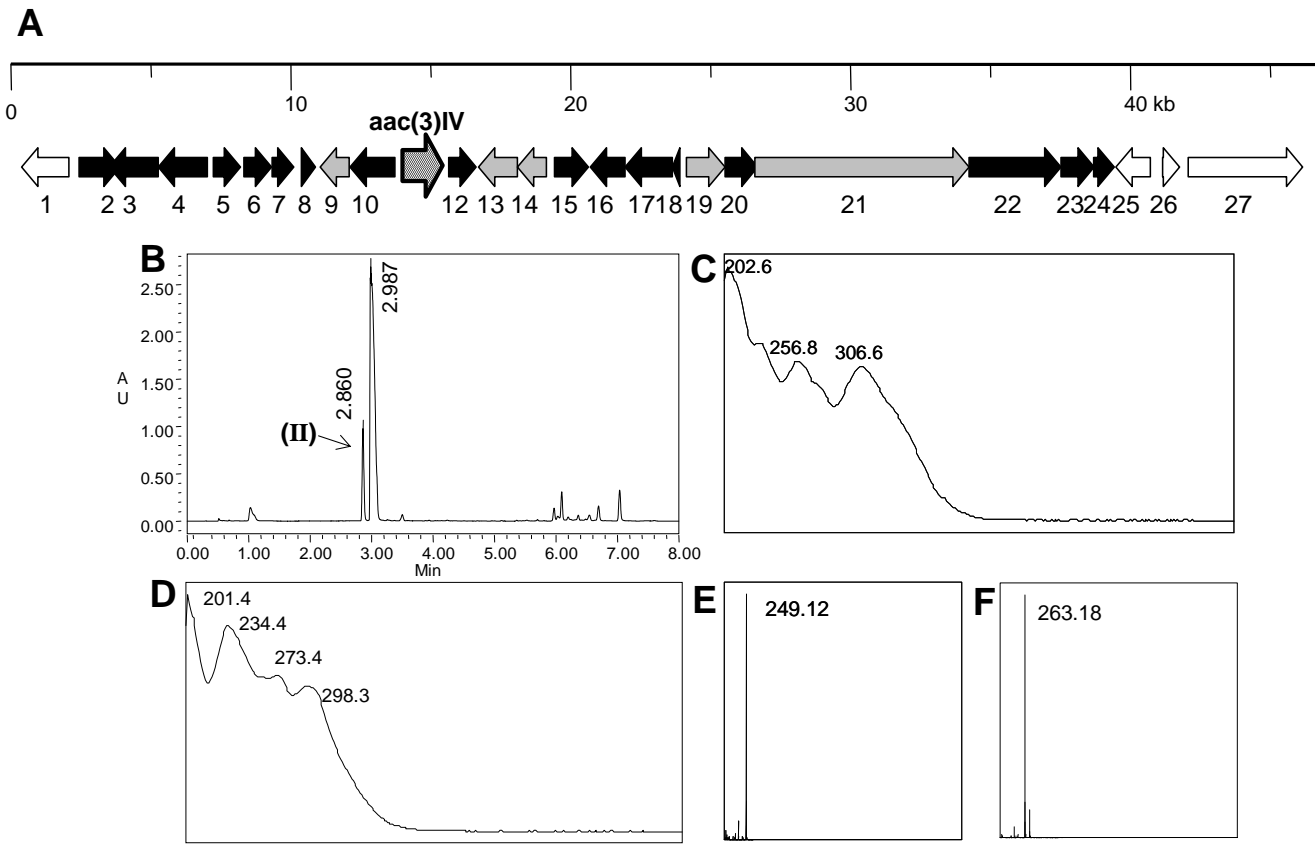 A
0 10 20 30 40 kb
aac(3)IV
1 2 3 4 5 6 7 8 9 10 12 13 14 15 16 17 18 19 20 21 22 23 24 25 26 27
B
2.50
2.00
1.50
1.00
0.50
0.00
A
U
2.860
2.987
(II)
0.00 1.00 2.00 3.00 4.00 5.00 6.00 7.00 8.00
Min
C
202.6
256.8
306.6
D
201.4
234.4
273.4
298.3
E
249.12
F
263.18